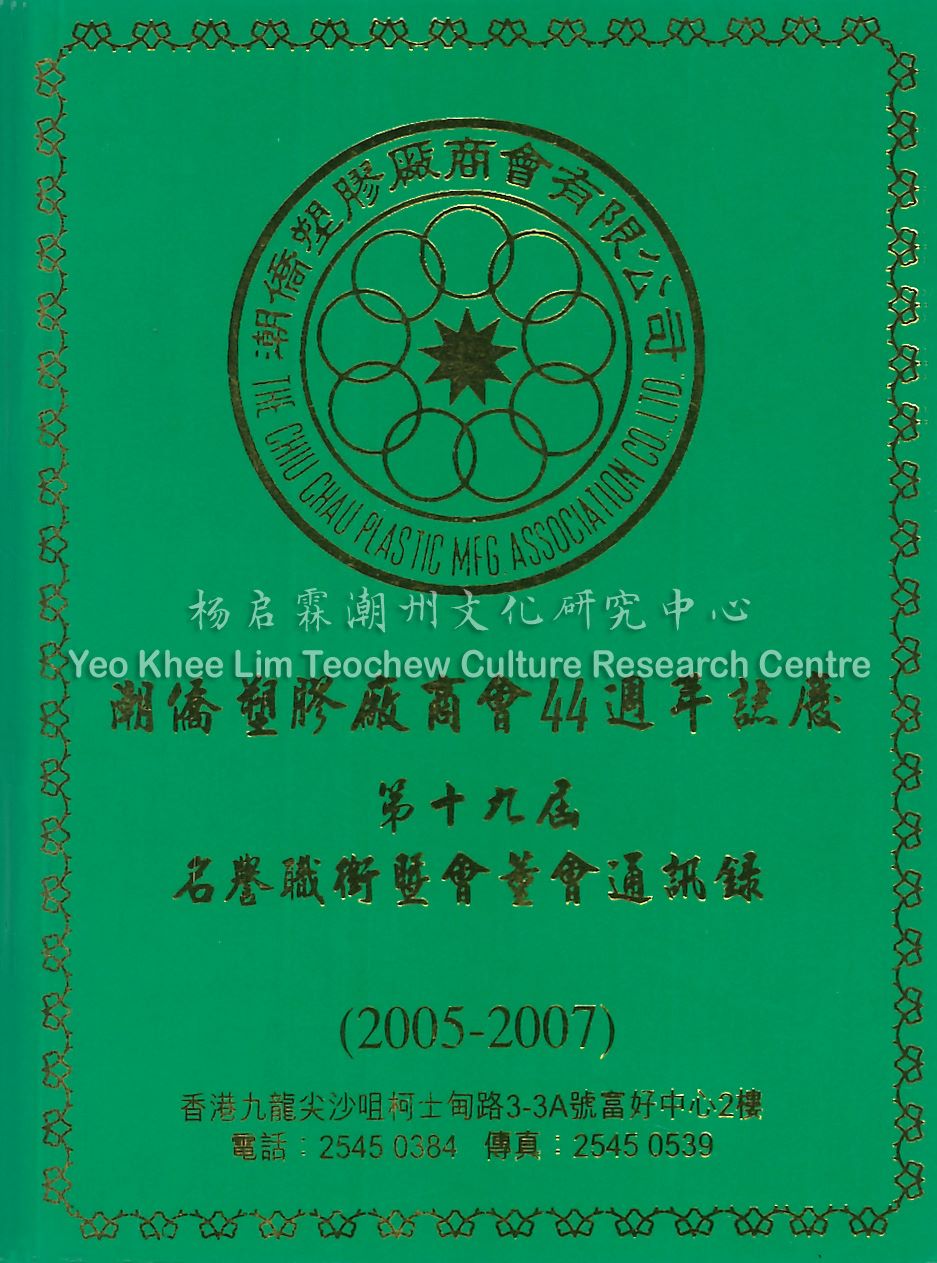 潮僑塑膠廠商會有限公司
THE CHIU CHAU PLASTIC MFG. ASSOCIATION CO. LTD.
杨启霖潮州文化研究中心
Yeo Khee Lim Teochew Culture Research Centre
潮僑塑膠廠商會44週年誌慶
第十九屆
名譽職銜暨會董會通訊錄
(2005-2007)
香港九龍尖沙咀柯士甸路3-3A號富好中心2樓
電話：2545 0384 傳真：2545 0539